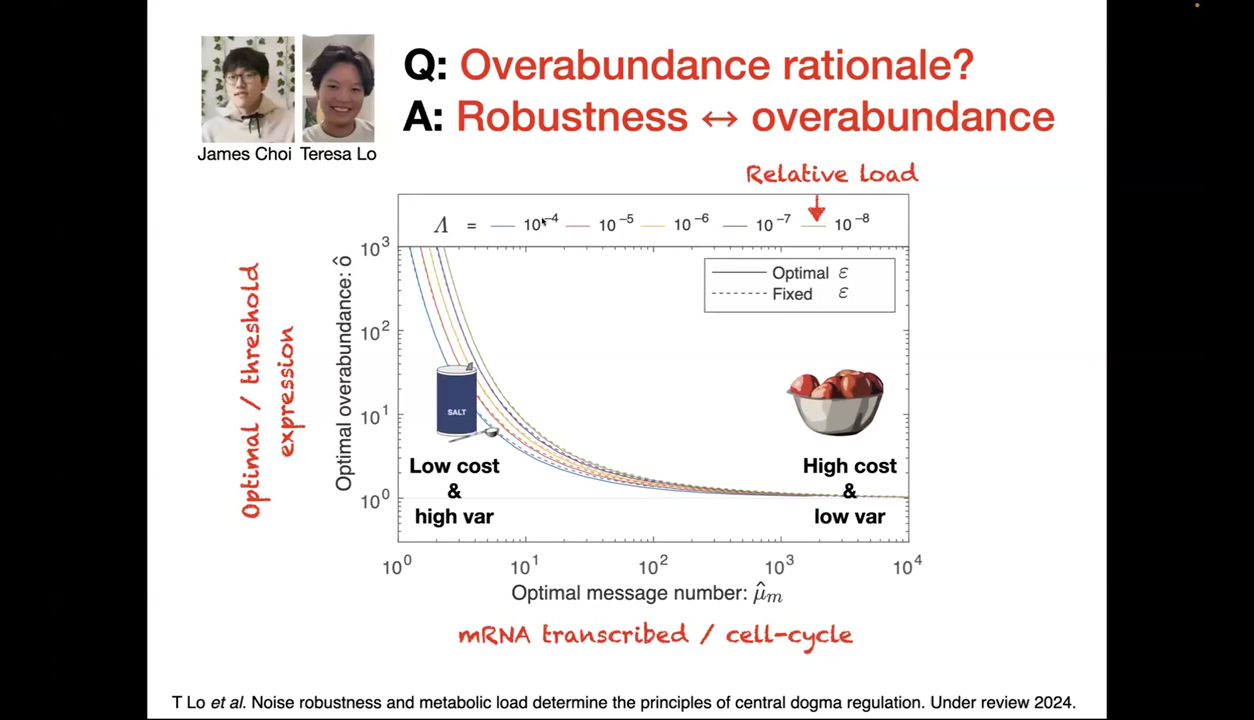 Q: Overabundance rationale?
A: Robustness ↔ overabundance
James Choi Teresa Lo
Relative load
Λ = 10⁻⁴ 10⁻⁵ 10⁻⁶ 10⁻⁷ 10⁻⁸
Optimal ε
Fixed ε
Optimal / threshold
expression
Optimal overabundance: ô
10³
10²
10¹
10⁰
SALT
Low cost
&
high var
High cost
&
low var
10⁰ 10¹ 10² 10³ 10⁴
Optimal message number: μ̂ₘ
mRNA transcribed / cell-cycle
T Lo et al. Noise robustness and metabolic load determine the principles of central dogma regulation. Under review 2024.